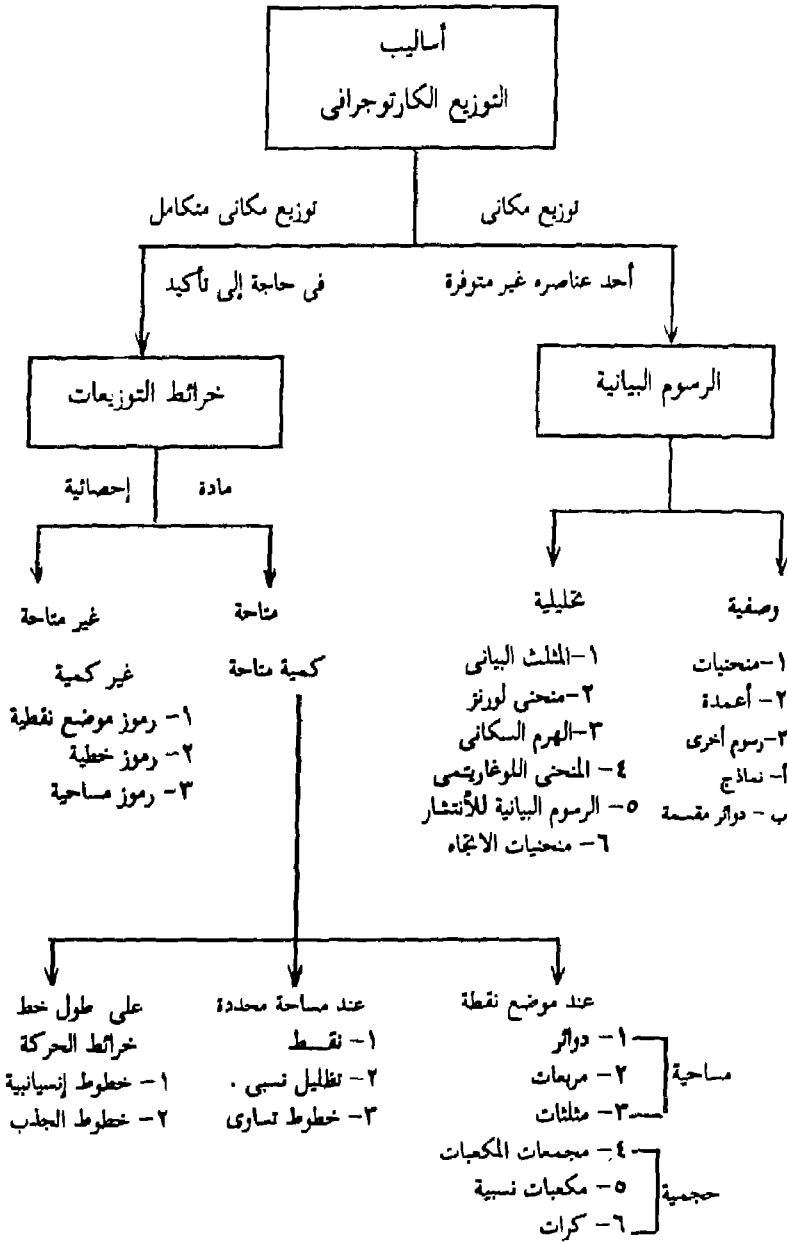 أساليب
التوزيع الكارتوجرافى
توزيع مكانى
توزيع مكانى متكامل
أحد عناصره غير متوفرة
فى حاجة إلى تأكيد
الرسوم البيانية
خرائط التوزيعات
مادة
إحصائية
وصفية
١-منحنيات
٢- أعمدة
٣-رسوم أخرى
أ- نماذج
ب - دوائر مقسمة
تحليلية
١-المثلث البيانى
٢-منحنى لورنز
٣-الهرم السكانى
٤- المنحنى اللوغاريتمى
٥- الرسوم البيانية للأنتشار
٦- منحنيات الاتجاه
متاحة
كمية متاحة
غير متاحة
غير كمية
١- رموز موضع نقطية
٢- رموز خطية
٣- رموز مساحية
عند موضع نقطة
١- دوائر
٢- مربعات
٣- مثلثات
مساحية
٤- مجمعات المكعبات
٥- مكعبات نسبية
٦- كرات
حجمية
عند مساحة محددة
١- نقـــط
٢- تظليل نسبى .
٣- خطوط تساوى
على طول خط
خرائط الحركة
١- خطوط إنسيانبية
٢- خطوط الجذب